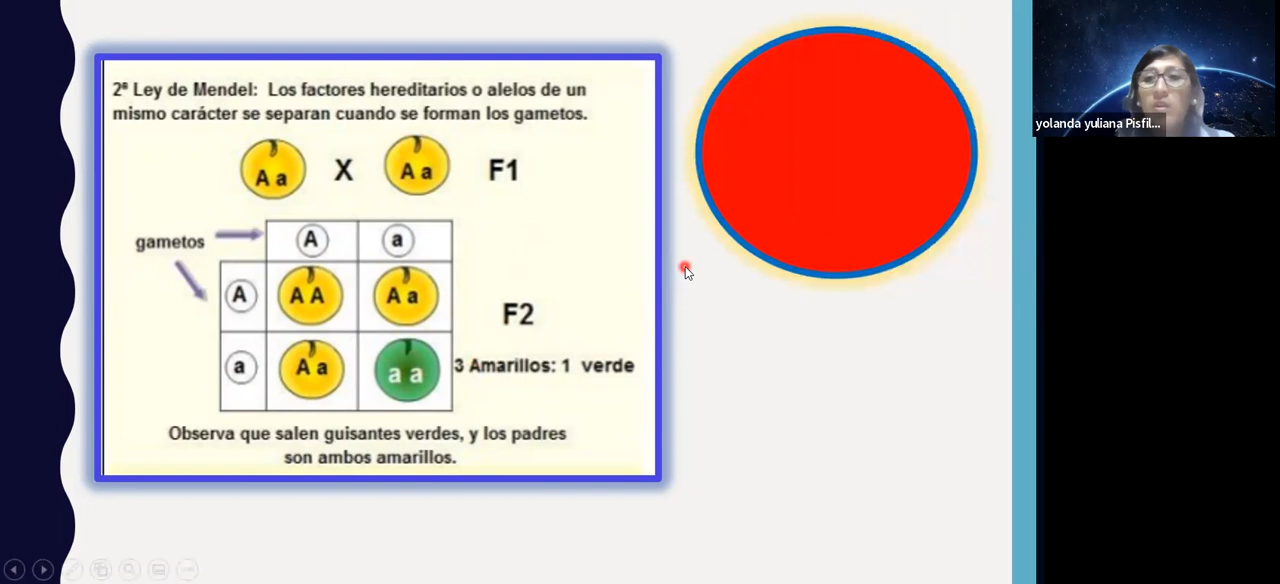 2ª Ley de Mendel: Los factores hereditarios o alelos de un
mismo carácter se separan cuando se forman los gametos.
A a X A a F1
gametos A a
A A A A a
F2
a A a a a 3 Amarillos: 1 verde
Observa que salen guisantes verdes, y los padres
son ambos amarillos.
yolanda yuliana Pisfil...